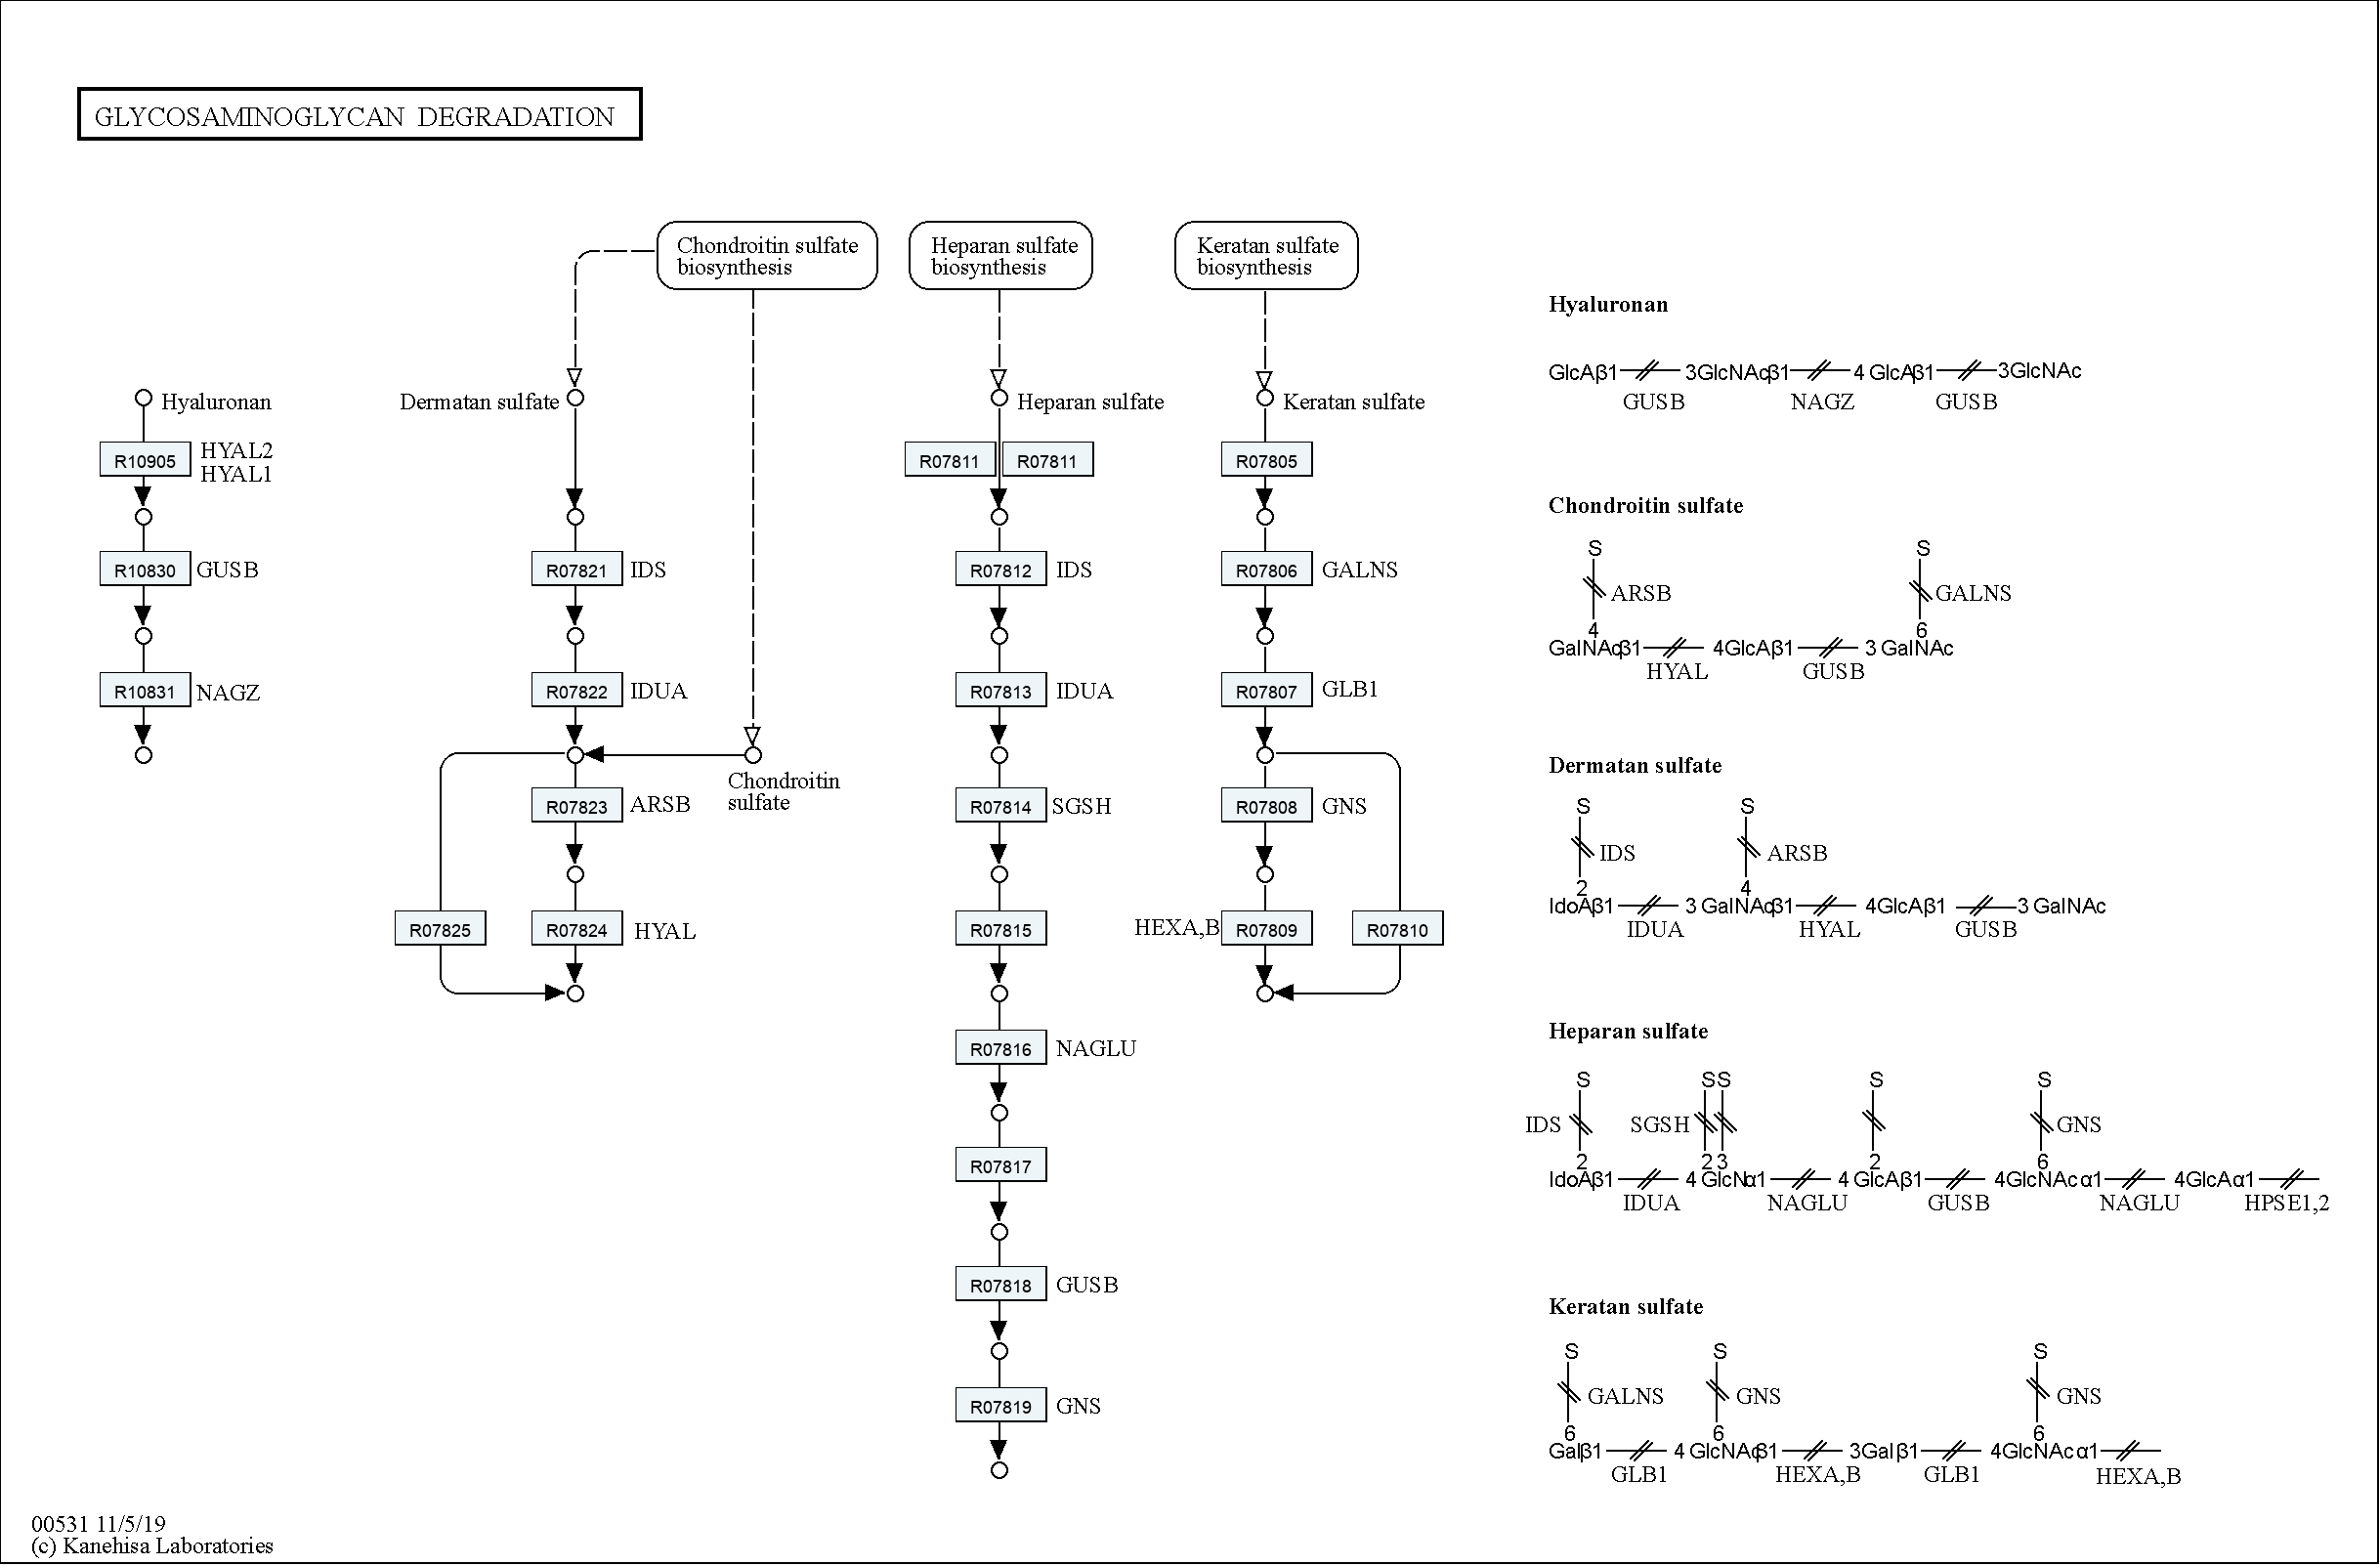 GLYCOSAMINOGLYCAN DEGRADATION
Chondroitin sulfate
biosynthesis
Heparan sulfate
biosynthesis
Keratan sulfate
biosynthesis
Hyaluronan
R10905
HYAL2
HYAL1
R10830
GUSB
R10831
NAGZ
Dermatan sulfate
R07821
IDS
R07822
IDUA
Chondroitin
sulfate
R07823
ARSB
R07825
R07824
HYAL
Heparan sulfate
R07811
R07811
R07812
IDS
R07813
IDUA
R07814
SGSH
R07815
R07816
NAGLU
R07817
R07818
GUSB
R07819
GNS
Keratan sulfate
R07805
R07806
GALNS
R07807
GLB1
R07808
GNS
HEXA,B
R07809
R07810
Hyaluronan
GlcAβ1 3GlcNAcβ1 4 GlcAβ1 3GlcNAc
GUSB NAGZ GUSB
Chondroitin sulfate
S S
ARSB GALNS
4 6
GalNAcβ1 4GlcAβ1 3 GalNAc
HYAL GUSB
Dermatan sulfate
S S
IDS ARSB
2 4
IdoAβ1 3 GalNAcβ1 4GlcAβ1 3 GalNAc
IDUA HYAL GUSB
Heparan sulfate
S S S S S
IDS SGSH GNS
2 2 3 2 6
IdoAβ1 4 GlcNα1 4 GlcAβ1 4GlcNAcα1 4GlcAα1
IDUA NAGLU GUSB NAGLU HPSE1,2
Keratan sulfate
S S S
GALNS GNS GNS
6 6 6
Galβ1 4 GlcNAcβ1 3Galβ1 4GlcNAcα1
GLB1 HEXA,B GLB1 HEXA,B
00531 11/5/19
(c) Kanehisa Laboratories